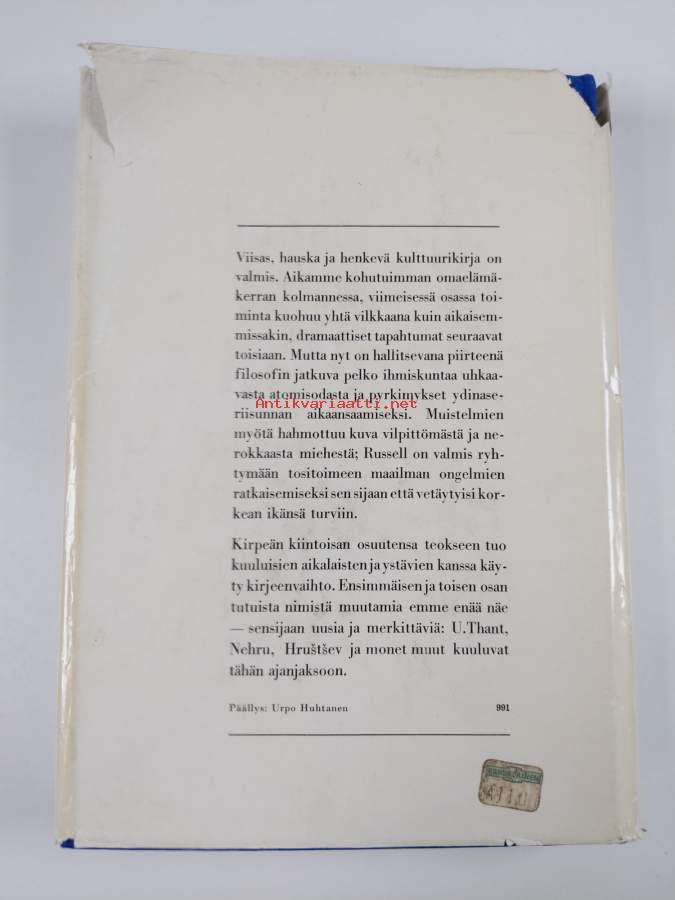 Viisas, hauska ja henkevä kulttuurikirja on
valmis. Aikamme kohutuimman omaelämä-
kerran kolmannessa, viimeisessä osassa toi-
minta kuohuu yhtä vilkkaana kuin aikaisem-
missakin, dramaattiset tapahtumat seuraavat
toisiaan. Mutta nyt on hallitsevana piirteenä
filosofin jatkuva pelko ihmiskuntaa uhkaa-
vasta atomisodasta ja pyrkimykset ydinase-
Antikvariaatti.net
riisunnan aikaansaamiseksi. Muistelmien
myötä hahmottuu kuva vilpittömästä ja ne-
rokkaasta miehestä; Russell on valmis ryh-
tymään tositoimeen maailman ongelmien
ratkaisemiseksi sen sijaan että vetäytyisi kor-
kean ikänsä turviin.
Kirpeän kiintoisan osuutensa teokseen tuo
kuuluisien aikalaisten ja ystävien kanssa käy-
ty kirjeenvaihto. Ensimmäisen ja toisen osan
tutuista nimistä muutamia emme enää näe
— sensijaan uusia ja merkittäviä: U.Thant,
Nehru, Hruštšev ja monet muut kuuluvat
tähän ajanjaksoon.
Päällys: Urpo Huhtanen 991